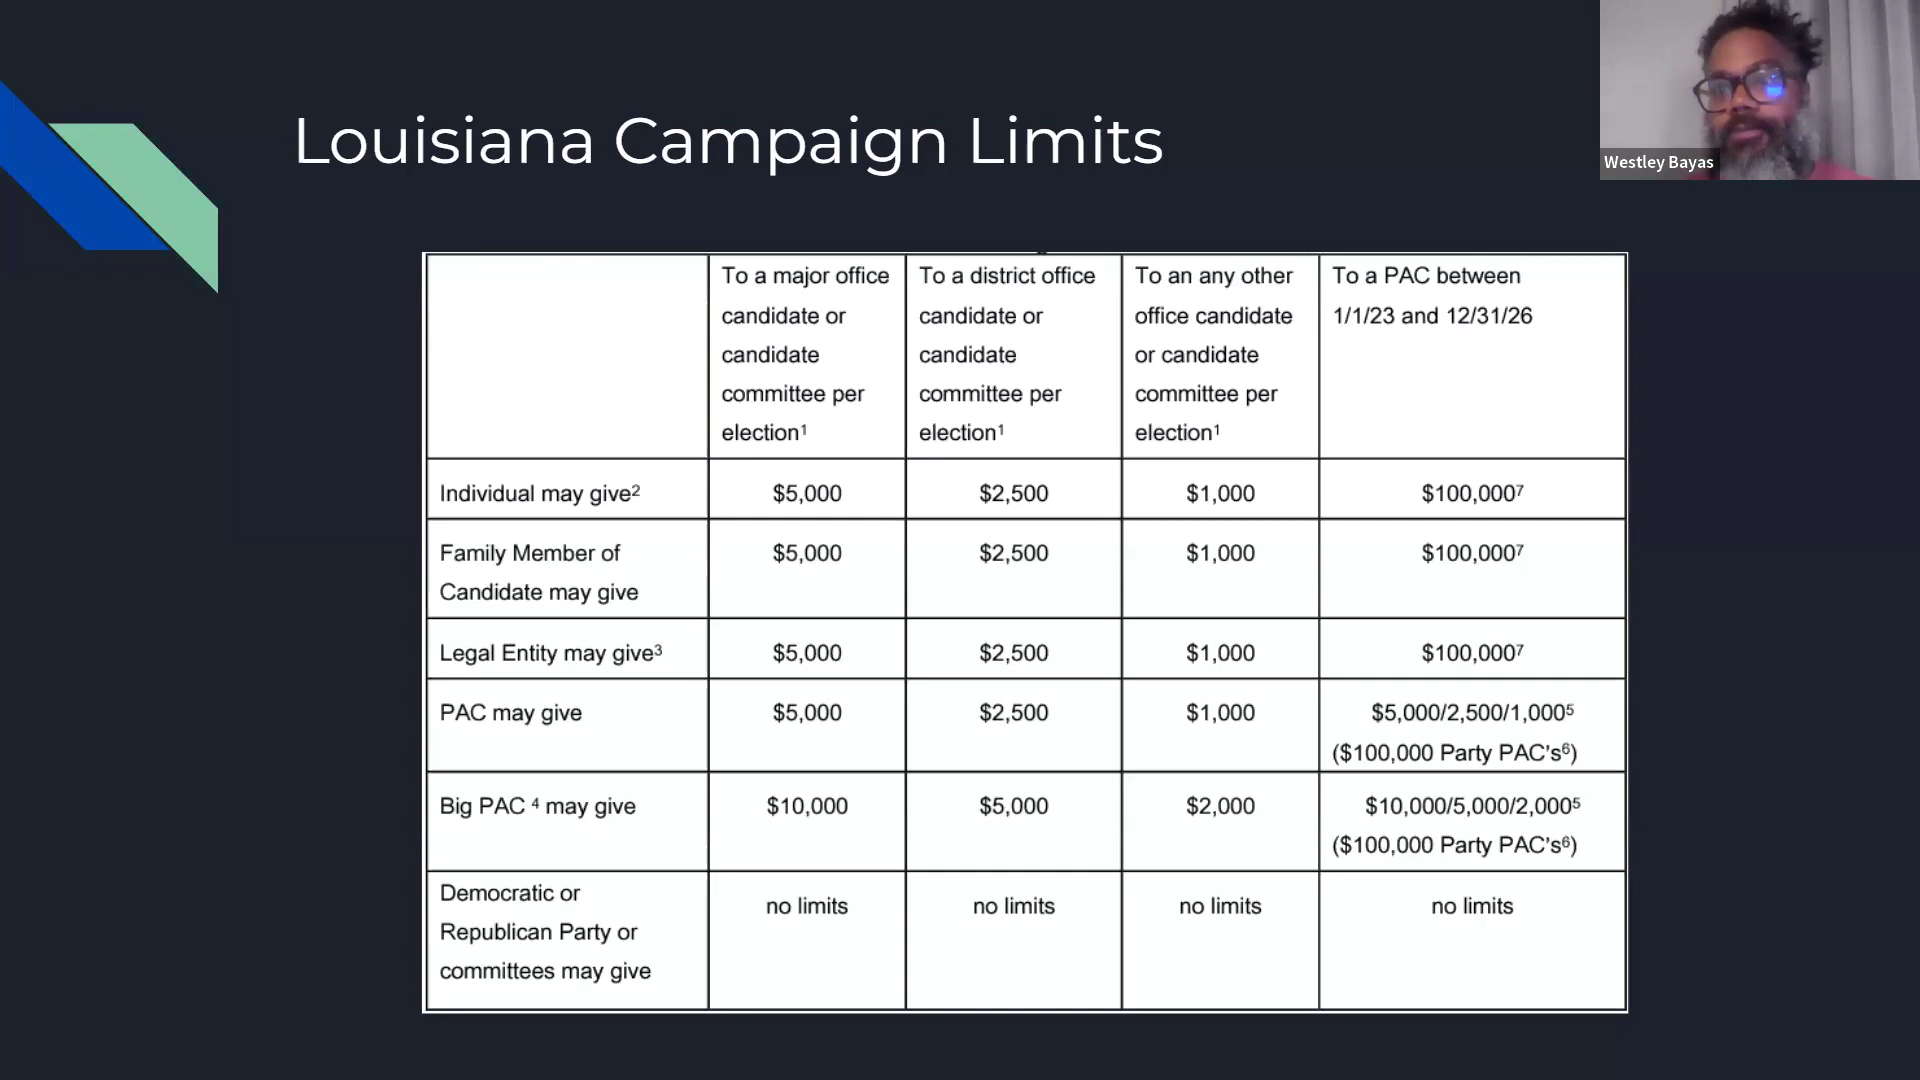 Louisiana Campaign Limits
Westley Bayas
To a major office
candidate or
candidate
committee per
election¹
To a district office
candidate or
candidate
committee per
election¹
To an any other
office candidate
or candidate
committee per
election¹
To a PAC between
1/1/23 and 12/31/26
Individual may give²
$5,000
$2,500
$1,000
$100,000⁷
Family Member of
Candidate may give
$5,000
$2,500
$1,000
$100,000⁷
Legal Entity may give³
$5,000
$2,500
$1,000
$100,000⁷
PAC may give
$5,000
$2,500
$1,000
$5,000/2,500/1,000⁵
($100,000 Party PAC's⁶)
Big PAC ⁴ may give
$10,000
$5,000
$2,000
$10,000/5,000/2,000⁵
($100,000 Party PAC's⁶)
Democratic or
Republican Party or
committees may give
no limits
no limits
no limits
no limits